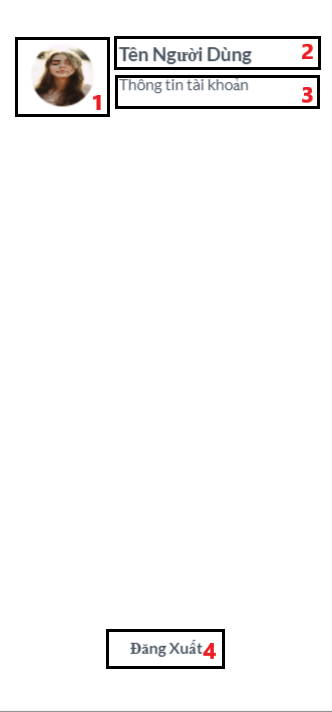 Tên Người Dùng 2
Thông tin tài khoản 3
1
Đăng Xuất 4